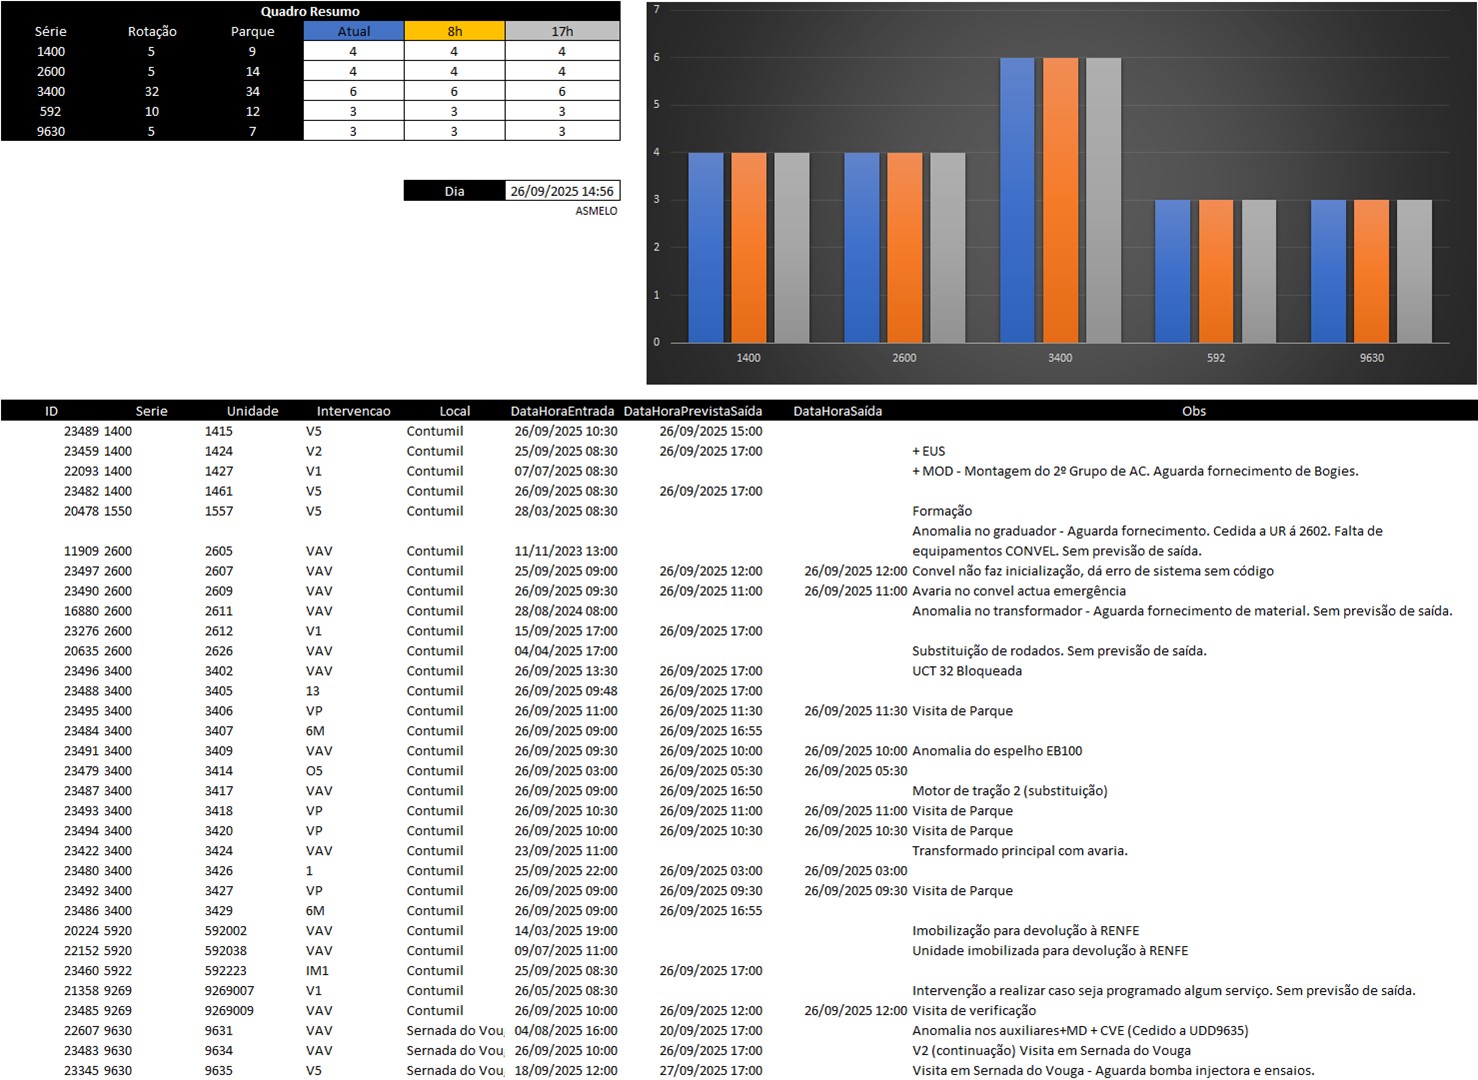 Quadro Resumo
Série Rotação Parque Atual 8h 17h
1400 5 9 4 4 4
2600 5 14 4 4 4
3400 32 34 6 6 6
592 10 12 3 3 3
9630 5 7 3 3 3
Dia 26/09/2025 14:56
ASMELO
7
6
5
4
3
2
1
0
1400 2600 3400 592 9630
ID Serie Unidade Intervencao Local DataHoraEntrada DataHoraPrevistaSaída DataHoraSaída Obs
23489 1400 1415 V5 Contumil 26/09/2025 10:30 26/09/2025 15:00
23459 1400 1424 V2 Contumil 25/09/2025 08:30 26/09/2025 17:00 + EUS
22093 1400 1427 V1 Contumil 07/07/2025 08:30 + MOD - Montagem do 2º Grupo de AC. Aguarda fornecimento de Bogies.
23482 1400 1461 V5 Contumil 26/09/2025 08:30 26/09/2025 17:00
20478 1550 1557 V5 Contumil 28/03/2025 08:30 Formação
Anomalia no graduador - Aguarda fornecimento. Cedida a UR á 2602. Falta de
11909 2600 2605 VAV Contumil 11/11/2023 13:00 equipamentos CONVEL. Sem previsão de saída.
23497 2600 2607 VAV Contumil 25/09/2025 09:00 26/09/2025 12:00 26/09/2025 12:00 Convel não faz inicialização, dá erro de sistema sem código
23490 2600 2609 VAV Contumil 26/09/2025 09:30 26/09/2025 11:00 26/09/2025 11:00 Avaria no convel actua emergência
16880 2600 2611 VAV Contumil 28/08/2024 08:00 Anomalia no transformador - Aguarda fornecimento de material. Sem previsão de saída.
23276 2600 2612 V1 Contumil 15/09/2025 17:00 26/09/2025 17:00
20635 2600 2626 VAV Contumil 04/04/2025 17:00 Substituição de rodados. Sem previsão de saída.
23496 3400 3402 VAV Contumil 26/09/2025 13:30 26/09/2025 17:00 UCT 32 Bloqueada
23488 3400 3405 13 Contumil 26/09/2025 09:48 26/09/2025 17:00
23495 3400 3406 VP Contumil 26/09/2025 11:00 26/09/2025 11:30 26/09/2025 11:30 Visita de Parque
23484 3400 3407 6M Contumil 26/09/2025 09:00 26/09/2025 16:55
23491 3400 3409 VAV Contumil 26/09/2025 09:30 26/09/2025 10:00 26/09/2025 10:00 Anomalia do espelho EB100
23479 3400 3414 O5 Contumil 26/09/2025 03:00 26/09/2025 05:30 26/09/2025 05:30
23487 3400 3417 VAV Contumil 26/09/2025 09:00 26/09/2025 16:50 Motor de tração 2 (substituição)
23493 3400 3418 VP Contumil 26/09/2025 10:30 26/09/2025 11:00 26/09/2025 11:00 Visita de Parque
23494 3400 3420 VP Contumil 26/09/2025 10:00 26/09/2025 10:30 26/09/2025 10:30 Visita de Parque
23422 3400 3424 VAV Contumil 23/09/2025 11:00 Transformado principal com avaria.
23480 3400 3426 1 Contumil 25/09/2025 22:00 26/09/2025 03:00 26/09/2025 03:00
23492 3400 3427 VP Contumil 26/09/2025 09:00 26/09/2025 09:30 26/09/2025 09:30 Visita de Parque
23486 3400 3429 6M Contumil 26/09/2025 09:00 26/09/2025 16:55
20224 5920 592002 VAV Contumil 14/03/2025 19:00 Imobilização para devolução à RENFE
22152 5920 592038 VAV Contumil 09/07/2025 11:00 Unidade imobilizada para devolução à RENFE
23460 5922 592223 IM1 Contumil 25/09/2025 08:30 26/09/2025 17:00
21358 9269 9269007 V1 Contumil 26/05/2025 08:30 Intervenção a realizar caso seja programado algum serviço. Sem previsão de saída.
23485 9269 9269009 VAV Contumil 26/09/2025 10:00 26/09/2025 12:00 26/09/2025 12:00 Visita de verificação
22607 9630 9631 VAV Sernada do Vou 04/08/2025 16:00 20/09/2025 17:00 Anomalia nos auxiliares+MD + CVE (Cedido a UDD9635)
23483 9630 9634 VAV Sernada do Vou 26/09/2025 10:00 26/09/2025 17:00 V2 (continuação) Visita em Sernada do Vouga
23345 9630 9635 V5 Sernada do Vou 18/09/2025 12:00 27/09/2025 17:00 Visita em Sernada do Vouga - Aguarda bomba injectora e ensaios.